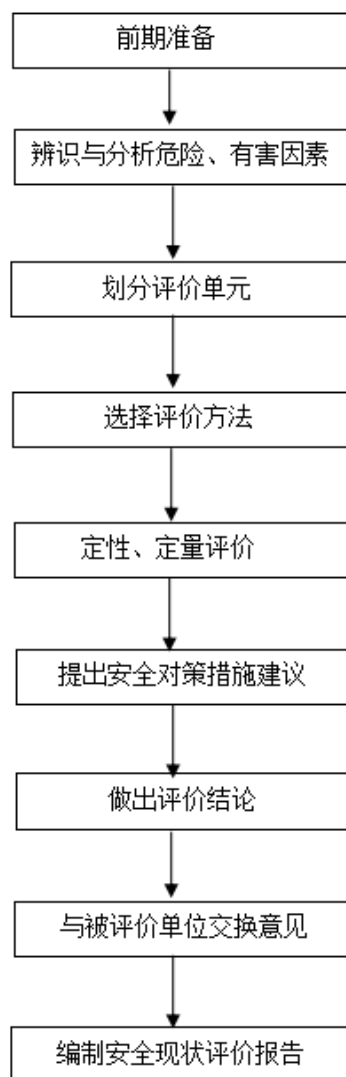 前期准备
辨识与分析危险、有害因素
划分评价单元
选择评价方法
定性、定量评价
提出安全对策措施建议
做出评价结论
与被评价单位交换意见
编制安全现状评价报告